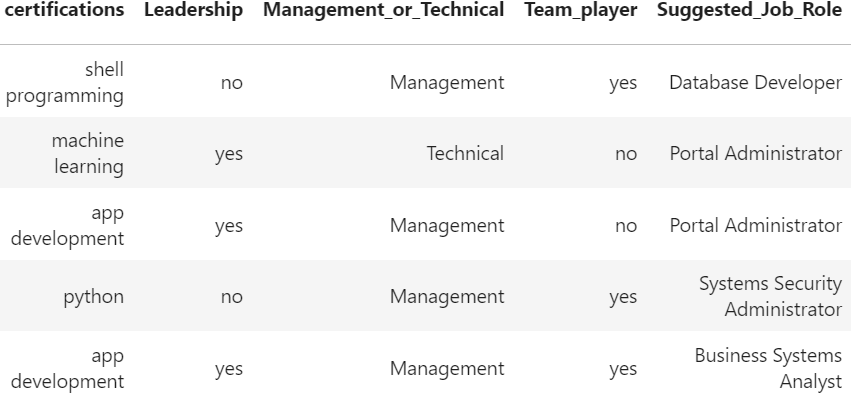 certifications Leadership Management_or_Technical Team_player Suggested_Job_Role
shell
programming no Management yes Database Developer
machine
learning yes Technical no Portal Administrator
app
development yes Management no Portal Administrator
python no Management yes Systems Security
Administrator
app
development yes Management yes Business Systems
Analyst